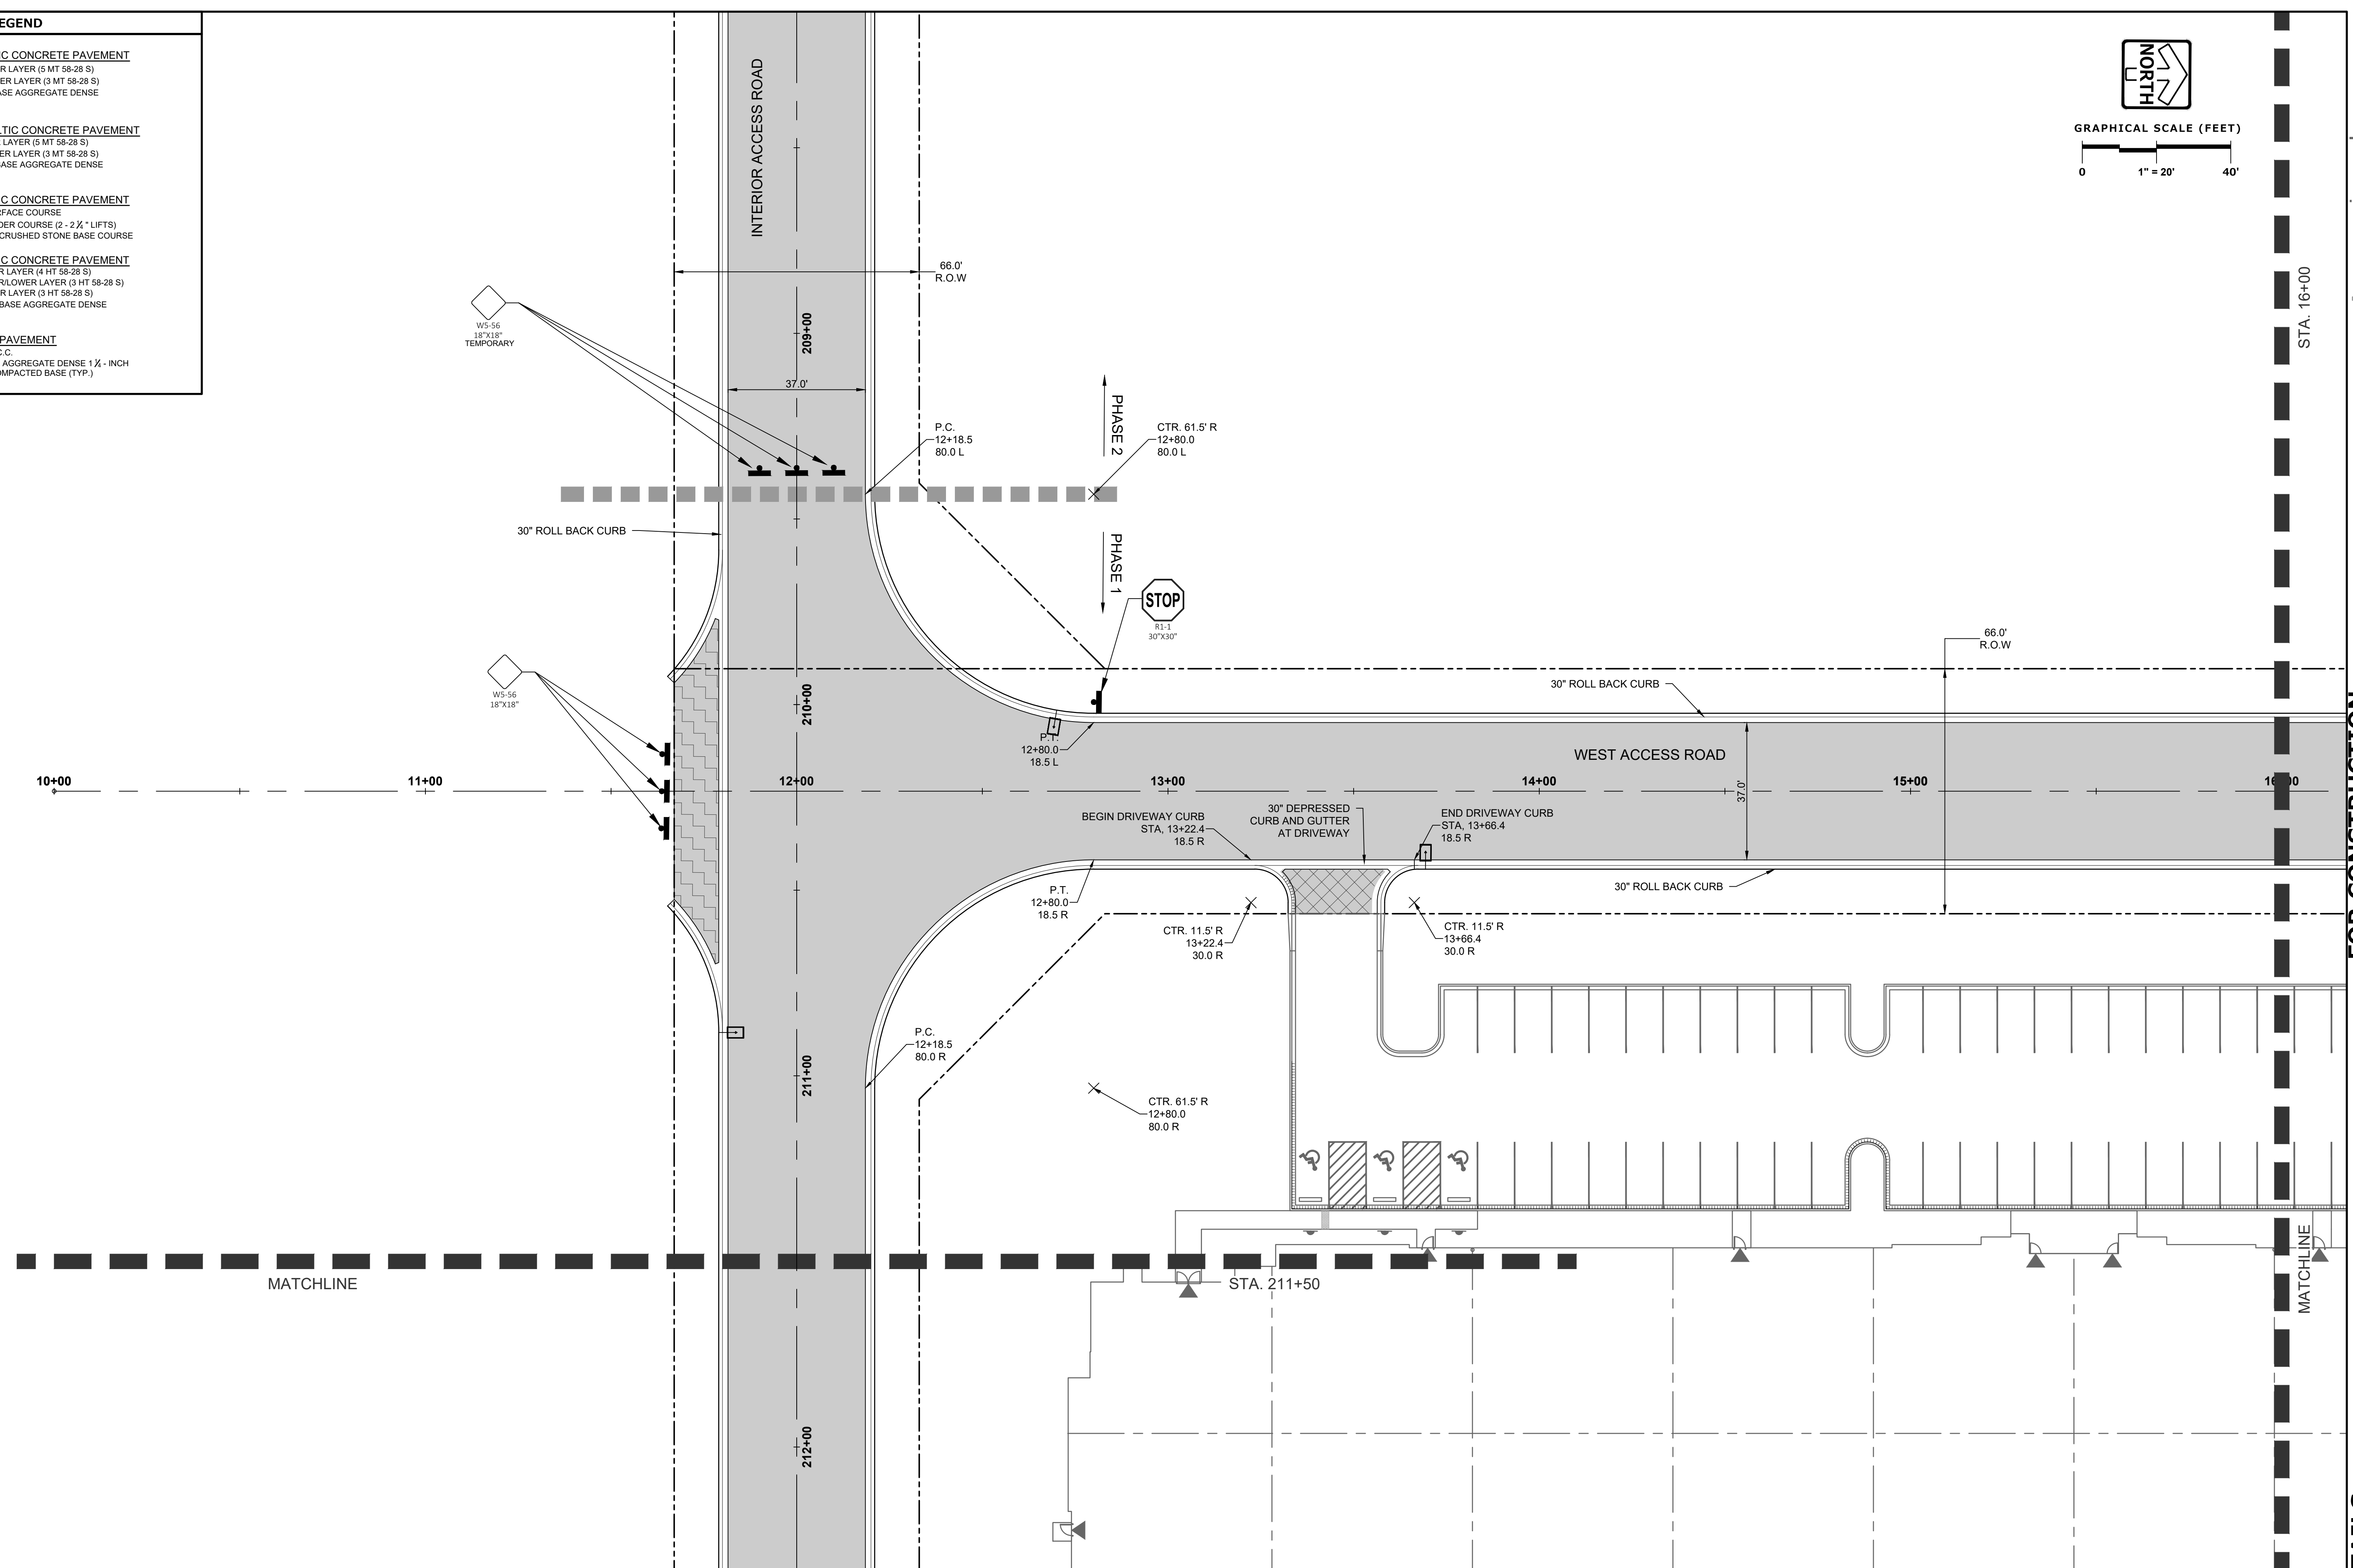 EGEND
IC CONCRETE PAVEMENT
R LAYER (5 MT 58-28 S)
ER LAYER (3 MT 58-28 S)
ASE AGGREGATE DENSE
LTIC CONCRETE PAVEMENT
LAYER (5 MT 58-28 S)
ER LAYER (3 MT 58-28 S)
BASE AGGREGATE DENSE
IC CONCRETE PAVEMENT
RFACE COURSE
DER COURSE (2 - 2 ¼ " LIFTS)
CRUSHED STONE BASE COURSE
IC CONCRETE PAVEMENT
R LAYER (4 HT 58-28 S)
R/LOWER LAYER (3 HT 58-28 S)
R LAYER (3 HT 58-28 S)
BASE AGGREGATE DENSE
PAVEMENT
C.C.
AGGREGATE DENSE 1 ¼ - INCH
OMPACTED BASE (TYP.)
INTERIOR ACCESS ROAD
NORTH
GRAPHICAL SCALE (FEET)
0
1" = 20'
40'
STA. 16+00
66.0'
R.O.W
W5-56
18"X18"
TEMPORARY
209+00
37.0'
P.C.
12+18.5
80.0 L
PHASE 2
CTR. 61.5' R
12+80.0
80.0 L
30" ROLL BACK CURB
PHASE 1
STOP
R1-1
30"X30"
66.0'
R.O.W
W5-56
18"X18"
30" ROLL BACK CURB
210+00
P.T.
12+80.0
18.5 L
WEST ACCESS ROAD
10+00
11+00
12+00
13+00
14+00
15+00
16+00
37.0'
BEGIN DRIVEWAY CURB
STA, 13+22.4
18.5 R
30" DEPRESSED
CURB AND GUTTER
AT DRIVEWAY
END DRIVEWAY CURB
STA, 13+66.4
18.5 R
P.T.
12+80.0
18.5 R
30" ROLL BACK CURB
CTR. 11.5' R
13+22.4
30.0 R
CTR. 11.5' R
13+66.4
30.0 R
P.C.
12+18.5
80.0 R
211+00
CTR. 61.5' R
12+80.0
80.0 R
MATCHLINE
STA. 211+50
MATCHLINE
212+00
FOR CONSTRUCTION